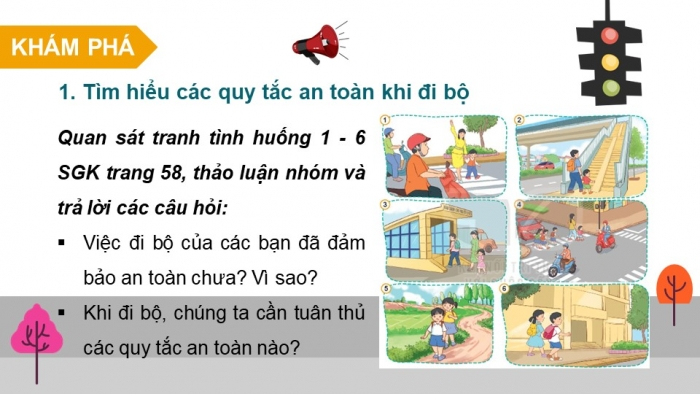 KHÁM PHÁ
1. Tìm hiểu các quy tắc an toàn khi đi bộ
Quan sát tranh tình huống 1 - 6
SGK trang 58, thảo luận nhóm và
trả lời các câu hỏi:
▪ Việc đi bộ của các bạn đã đảm
bảo an toàn chưa? Vì sao?
▪ Khi đi bộ, chúng ta cần tuân thủ
các quy tắc an toàn nào?
1
2
3
4
5
6